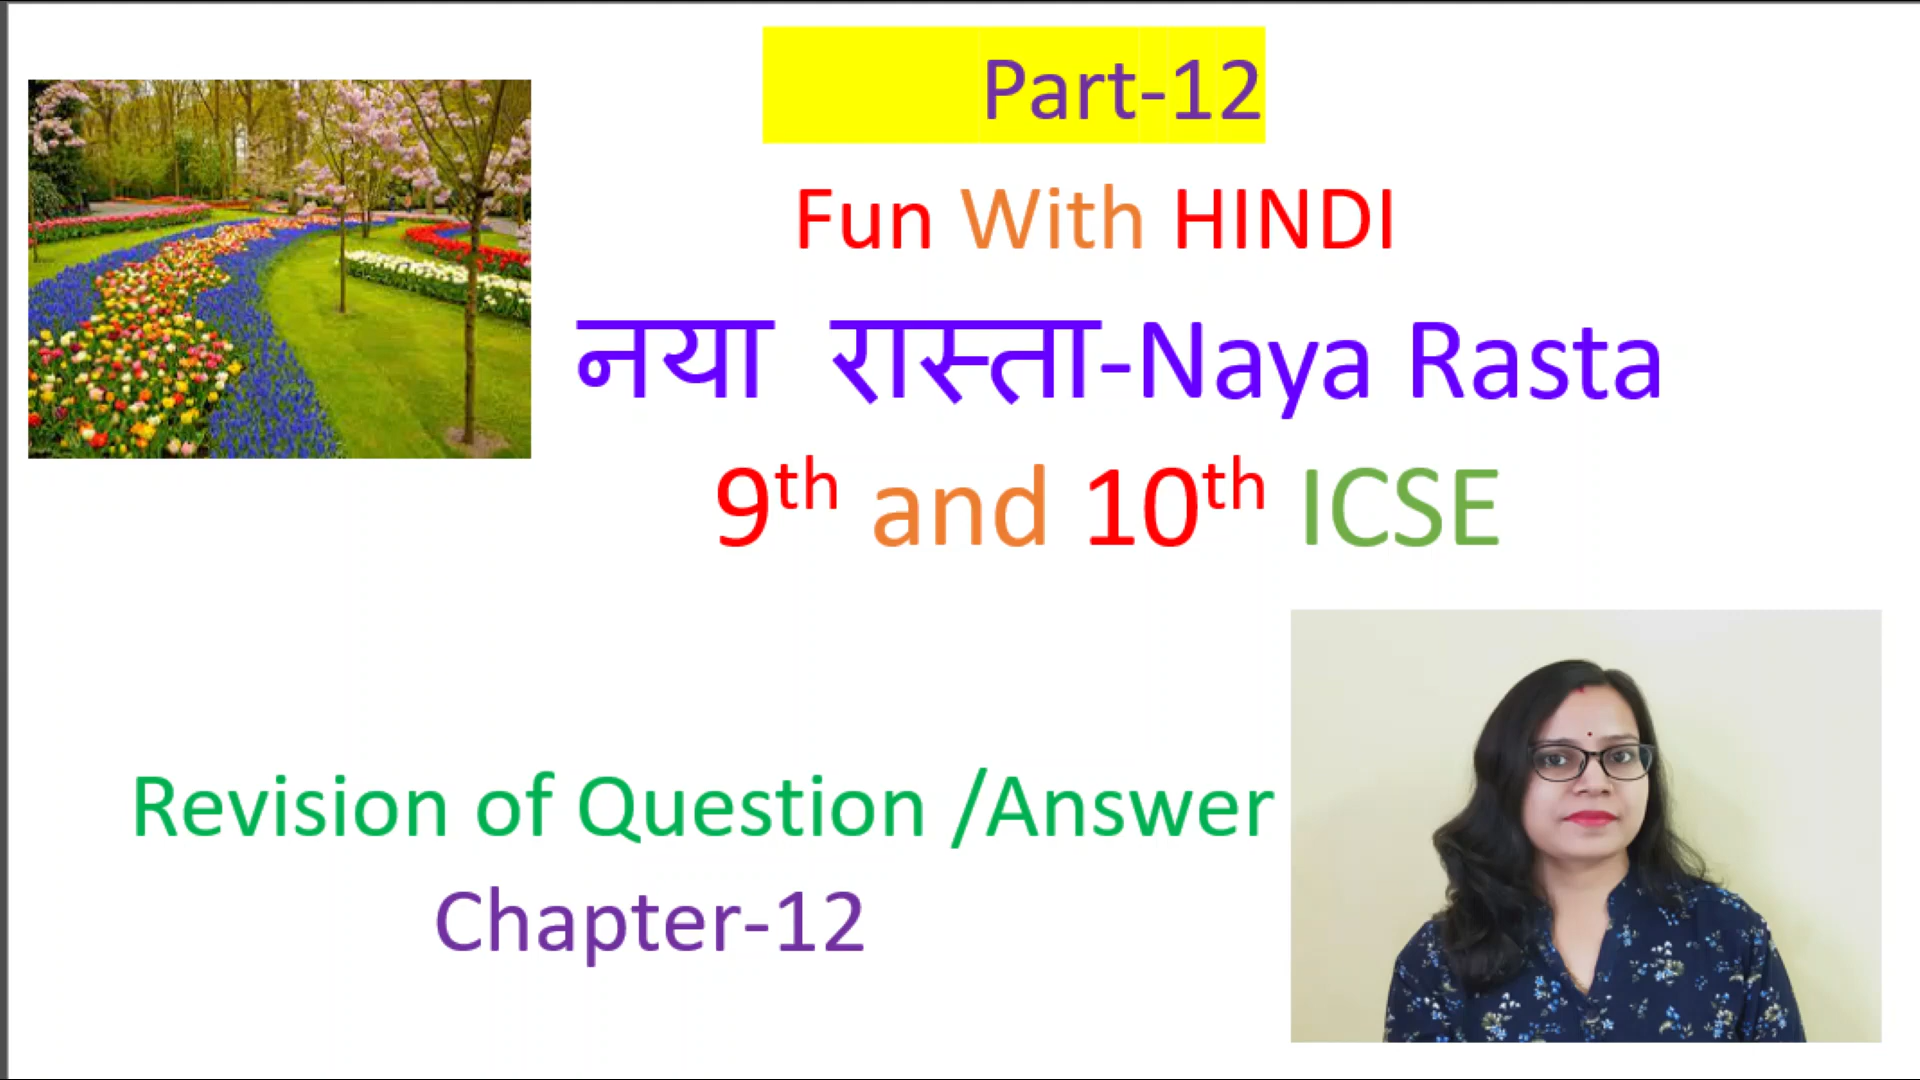 Part-12
Fun With HINDI
नया रास्ता-Naya Rasta
9th and 10th ICSE
Revision of Question /Answer
Chapter-12